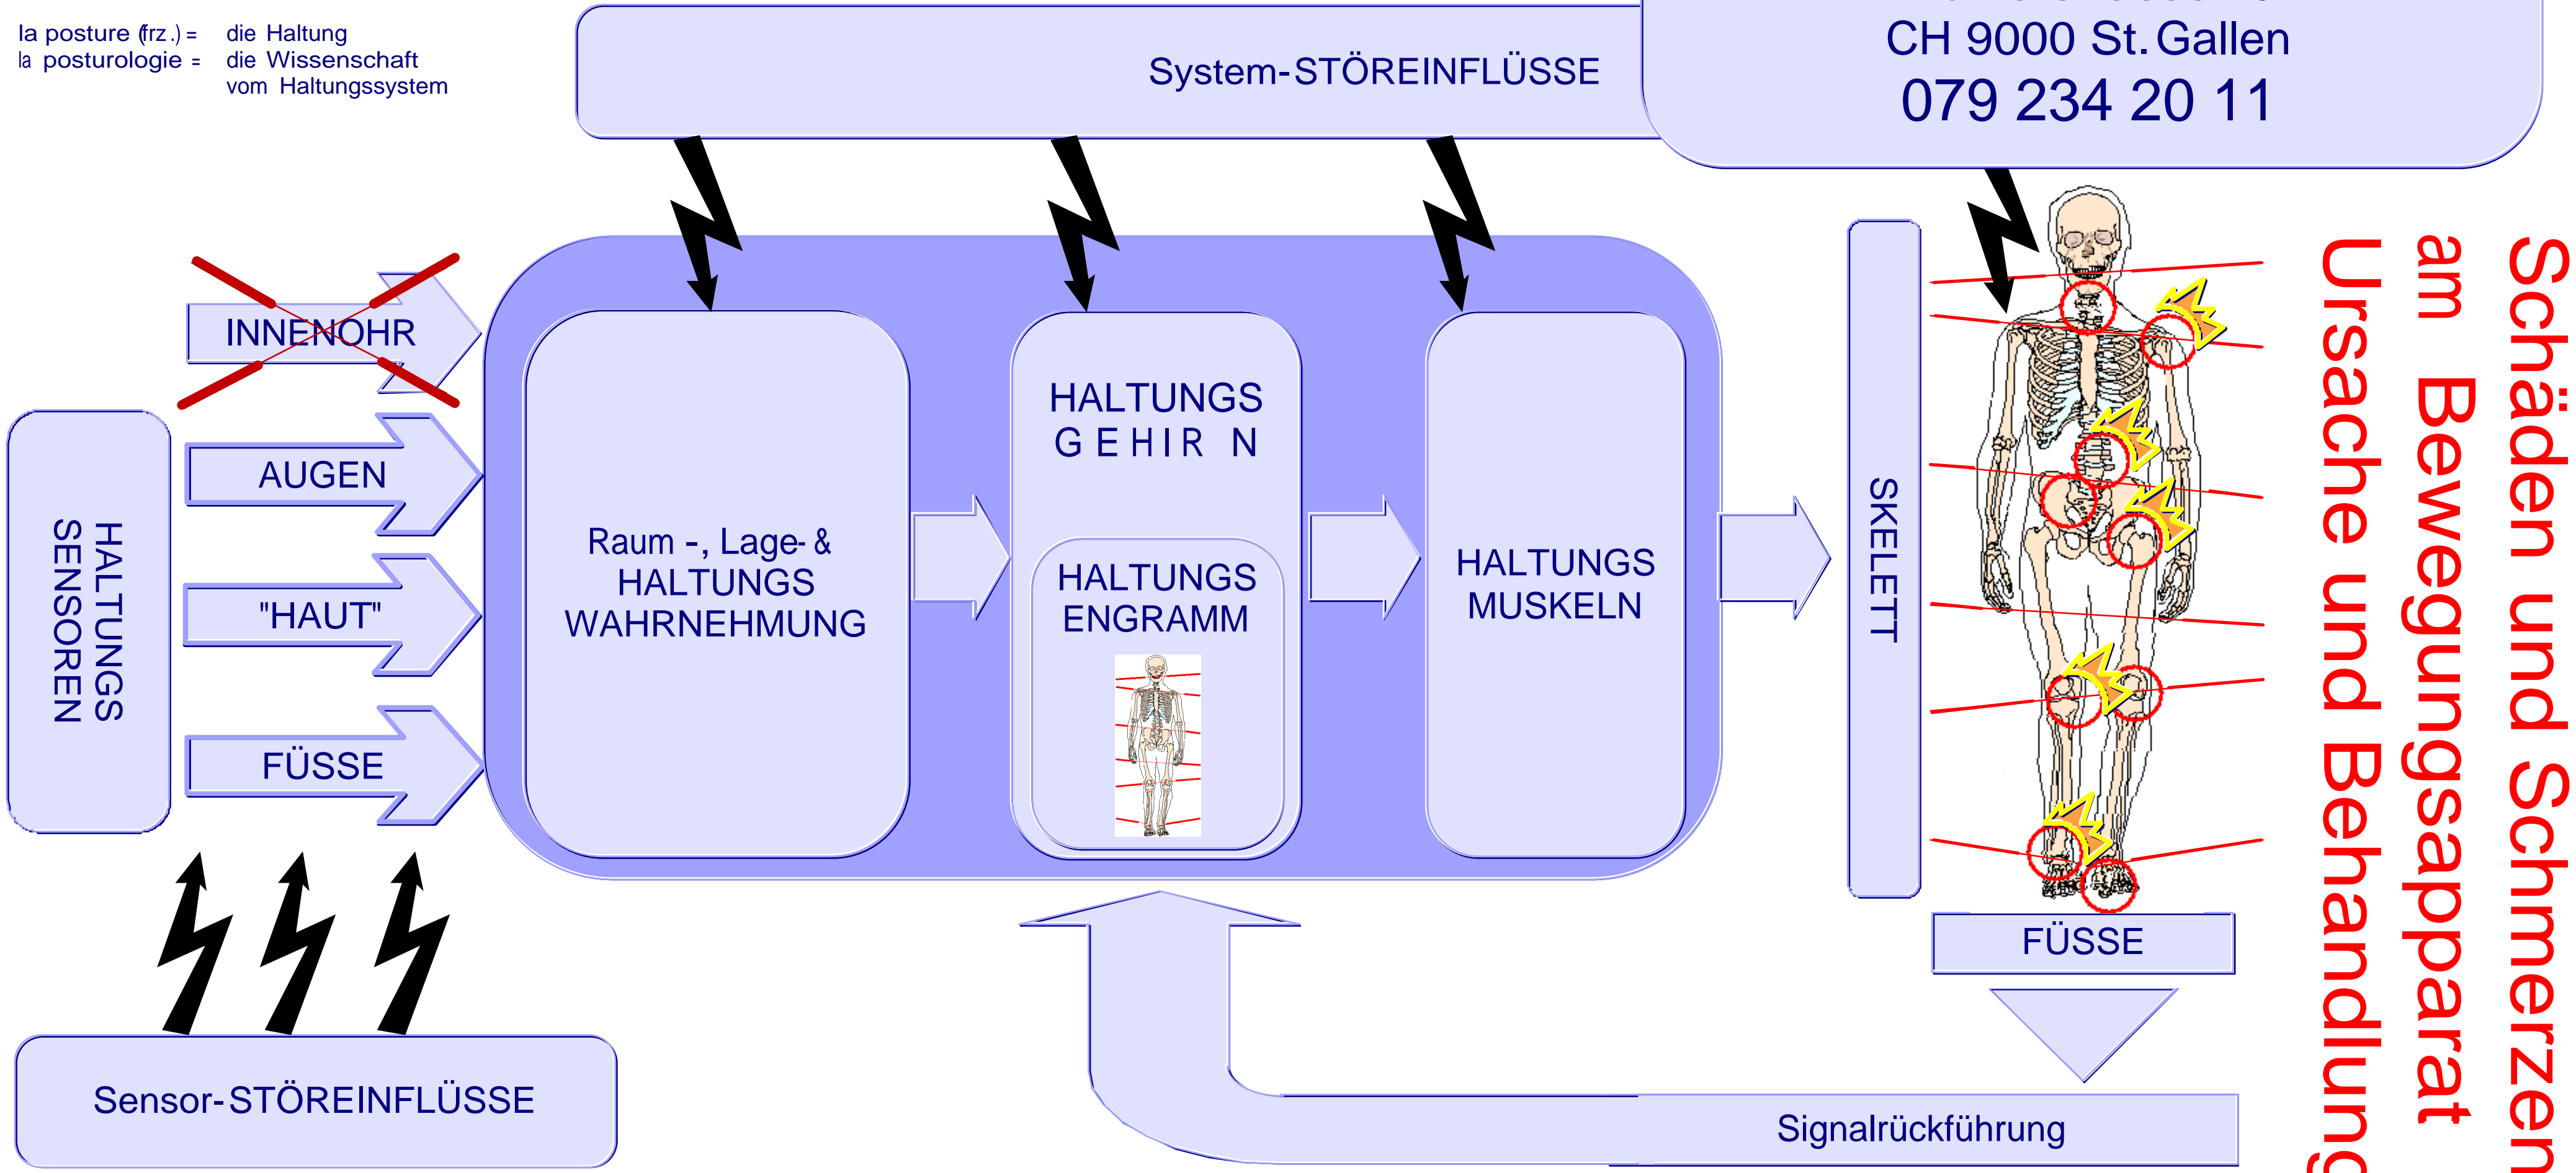 la posture (frz.) = die Haltung
la posturologie = die Wissenschaft
vom Haltungssystem
System-STÖREINFLÜSSE
CH 9000 St. Gallen
079 234 20 11
INNENOHR
AUGEN
"HAUT"
FÜSSE
HALTUNGS
SENSOREN
Raum -, Lage- &
HALTUNGS
WAHRNEHMUNG
HALTUNGS
GEHIRN
HALTUNGS
ENGRAMM
HALTUNGS
MUSKELN
SKELETT
FÜSSE
Signalrückführung
Sensor-STÖREINFLÜSSE
Schäden und Schmerzen
am Bewegungsapparat
Ursache und Behandlung